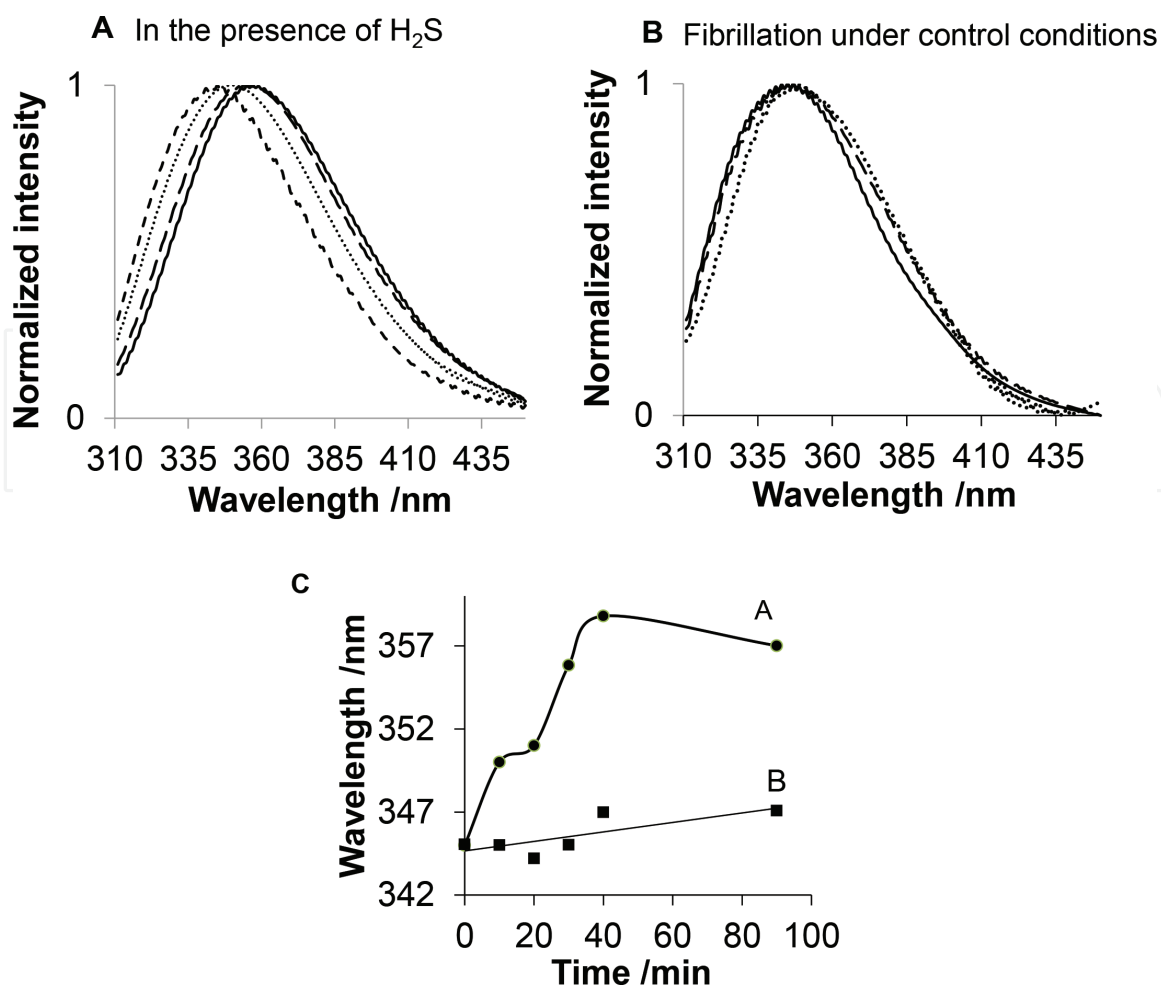 A In the presence of H₂S
Normalized intensity
1
0
310 335 360 385 410 435
Wavelength /nm
B Fibrillation under control conditions
Normalized intensity
1
0
310 335 360 385 410 435
Wavelength /nm
C
Wavelength /nm
357
352
347
342
A
B
0 20 40 60 80 100
Time /min